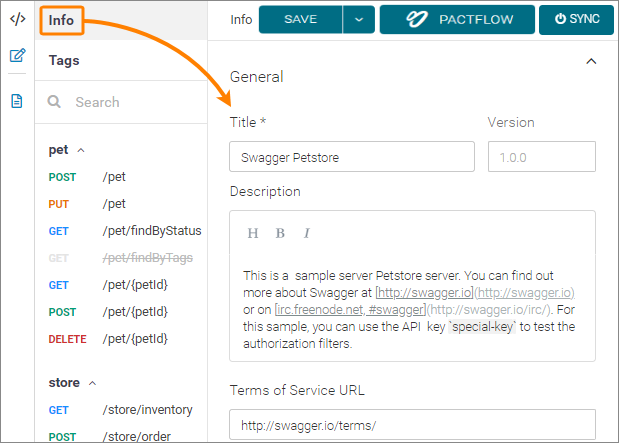 </>
Info
Tags
Search
pet
POST /pet
PUT /pet
GET /pet/findByStatus
GET /pet/findByTags
GET /pet/{petId}
POST /pet/{petId}
DELETE /pet/{petId}
store
GET /store/inventory
POST /store/order
Info SAVE PACTFLOW SYNC
General
Title * Version
Swagger Petstore 1.0.0
Description
H B I
This is a sample server Petstore server. You can find out
more about Swagger at [http://swagger.io](http://swagger.io)
or on [irc.freenode.net, #swagger](http://swagger.io/irc/). For
this sample, you can use the API key `special-key` to test the
authorization filters.
Terms of Service URL
http://swagger.io/terms/